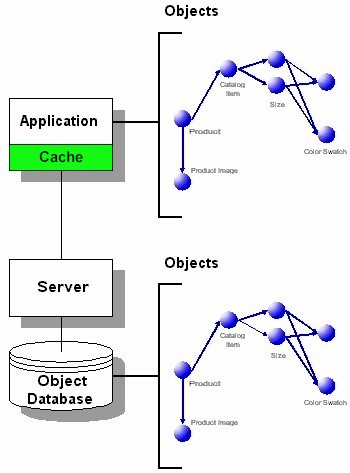 Objects
Catalog
Item
Size
Application
Product
Cache
Color Swatch
Product Image
Objects
Server
Catalog
Item
Size
Object
Database
Product
Color Swatch
Product Image